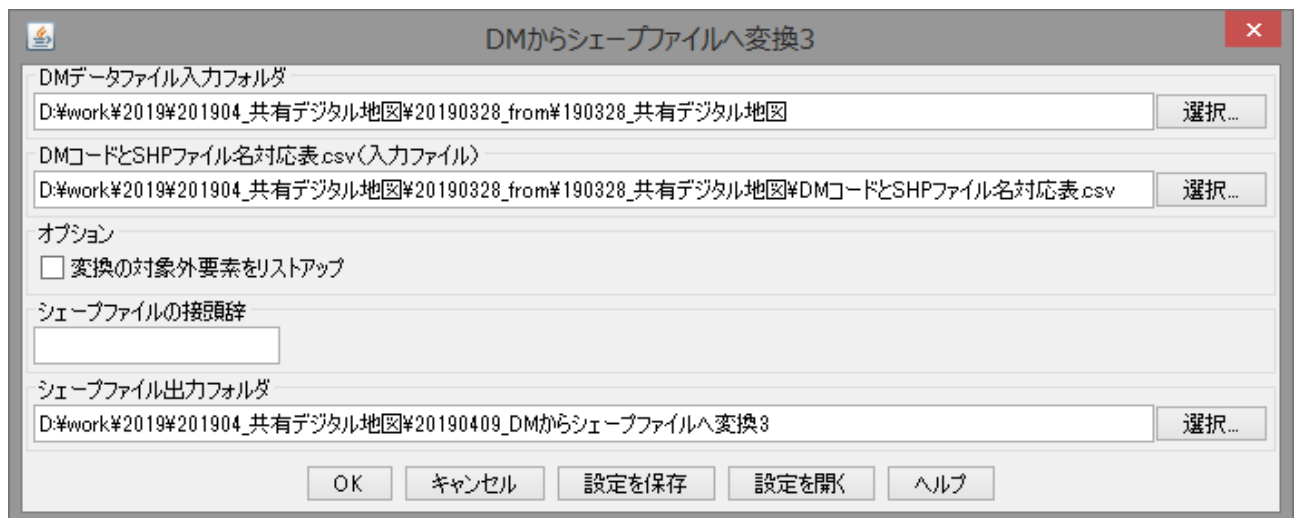 DMからシェープファイルへ変換3
DMデータファイル入力フォルダ
D:¥work¥2019¥201904_共有デジタル地図¥20190328_from¥190328_共有デジタル地図
選択...
DMコードとSHPファイル名対応表.csv(入力ファイル)
D:¥work¥2019¥201904_共有デジタル地図¥20190328_from¥190328_共有デジタル地図¥DMコードとSHPファイル名対応表.csv
選択...
オプション
変換の対象外要素をリストアップ
シェープファイルの接頭辞
シェープファイル出力フォルダ
D:¥work¥2019¥201904_共有デジタル地図¥20190409_DMからシェープファイルへ変換3
選択...
OK キャンセル 設定を保存 設定を開く ヘルプ